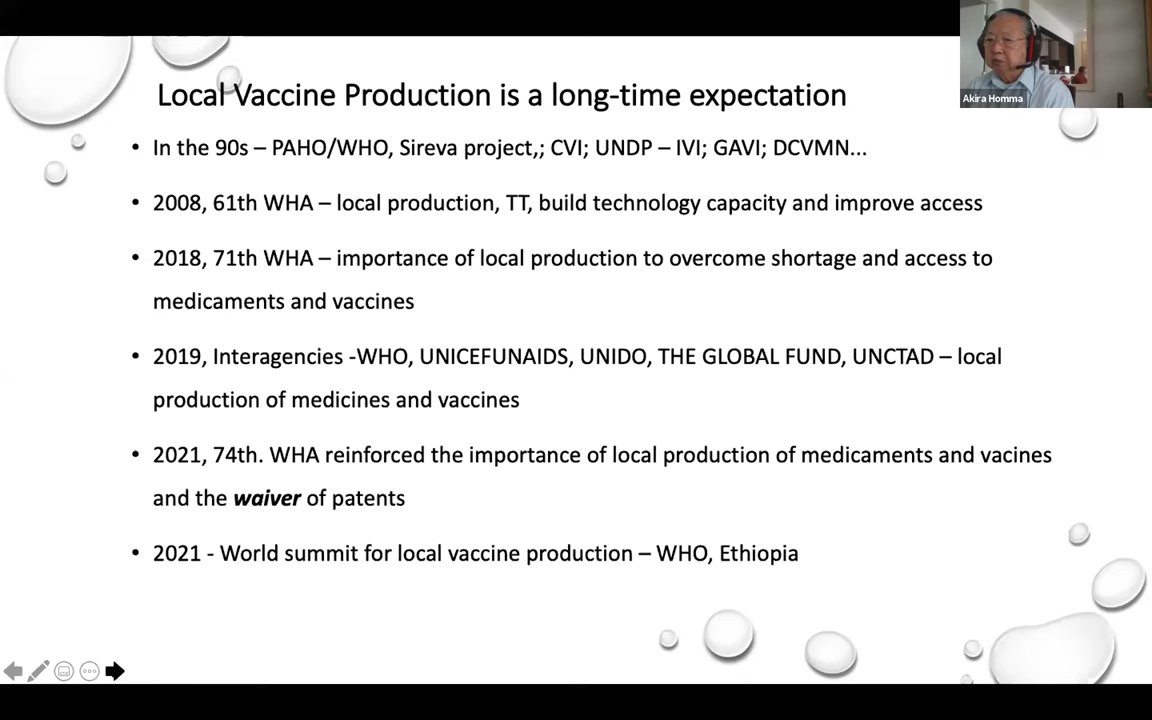 Akira Homma
Local Vaccine Production is a long-time expectation
• In the 90s – PAHO/WHO, Sireva project,; CVI; UNDP – IVI; GAVI; DCVMN...
• 2008, 61th WHA – local production, TT, build technology capacity and improve access
• 2018, 71th WHA – importance of local production to overcome shortage and access to
medicaments and vaccines
• 2019, Interagencies -WHO, UNICEFUNAIDS, UNIDO, THE GLOBAL FUND, UNCTAD – local
production of medicines and vaccines
• 2021, 74th. WHA reinforced the importance of local production of medicaments and vacines
and the waiver of patents
• 2021 - World summit for local vaccine production – WHO, Ethiopia